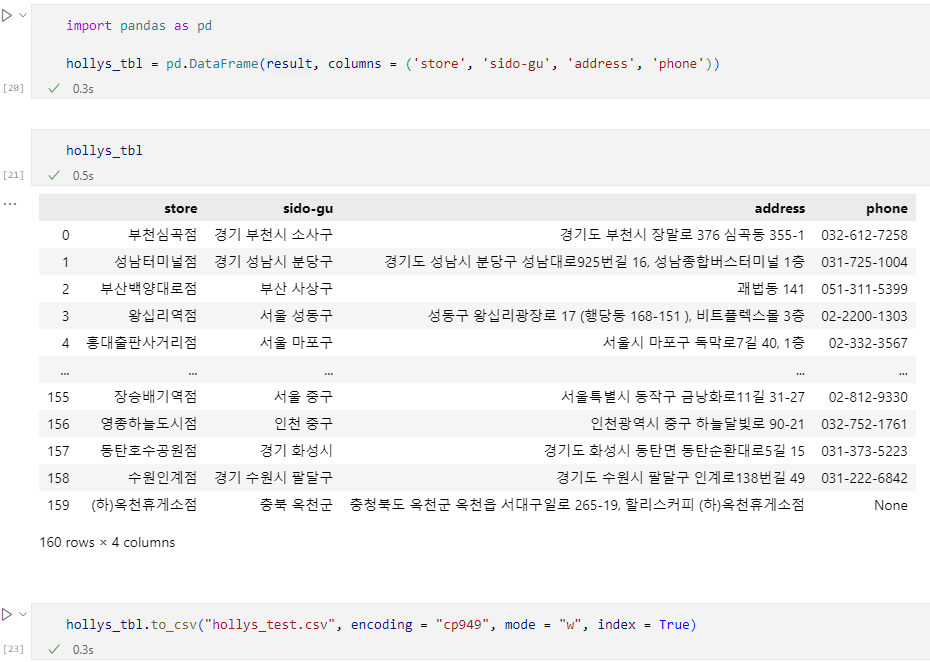 import pandas as pd
hollys_tbl = pd.DataFrame(result, columns = ('store', 'sido-gu', 'address', 'phone'))
[20] 0.3s
hollys_tbl
[21] 0.5s
...
store sido-gu address phone
0 부천심곡점 경기 부천시 소사구 경기도 부천시 장말로 376 심곡동 355-1 032-612-7258
1 성남터미널점 경기 성남시 분당구 경기도 성남시 분당구 성남대로925번길 16, 성남종합버스터미널 1층 031-725-1004
2 부산백양대로점 부산 사상구 괘법동 141 051-311-5399
3 왕십리역점 서울 성동구 성동구 왕십리광장로 17 (행당동 168-151 ), 비트플렉스몰 3층 02-2200-1303
4 홍대출판사거리점 서울 마포구 서울시 마포구 독막로7길 40, 1층 02-332-3567
... ... ... ... ...
155 장승배기역점 서울 중구 서울특별시 동작구 금낭화로11길 31-27 02-812-9330
156 영종하늘도시점 인천 중구 인천광역시 중구 하늘달빛로 90-21 032-752-1761
157 동탄호수공원점 경기 화성시 경기도 화성시 동탄면 동탄순환대로5길 15 031-373-5223
158 수원인계점 경기 수원시 팔달구 경기도 수원시 팔달구 인계로138번길 49 031-222-6842
159 (하)옥천휴게소점 충북 옥천군 충청북도 옥천군 옥천읍 서대구일로 265-19, 할리스커피 (하)옥천휴게소점 None
160 rows × 4 columns
hollys_tbl.to_csv("hollys_test.csv", encoding = "cp949", mode = "w", index = True)
[23] 0.3s